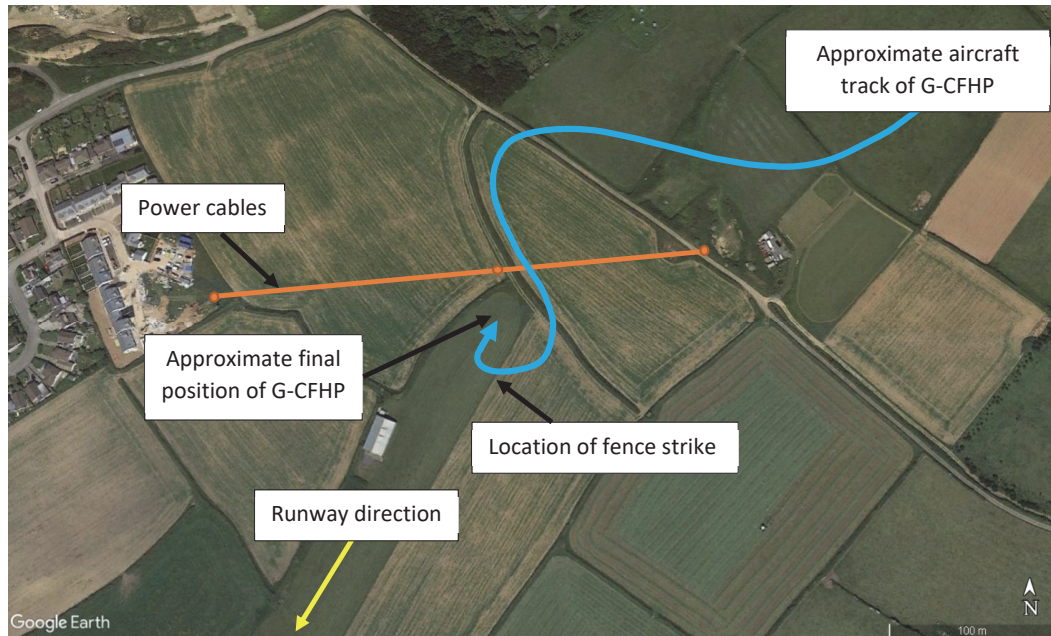 Approximate aircraft
track of G-CFHP
Power cables
Approximate final
position of G-CFHP
Location of fence strike
Runway direction
Google Earth
N
100 m